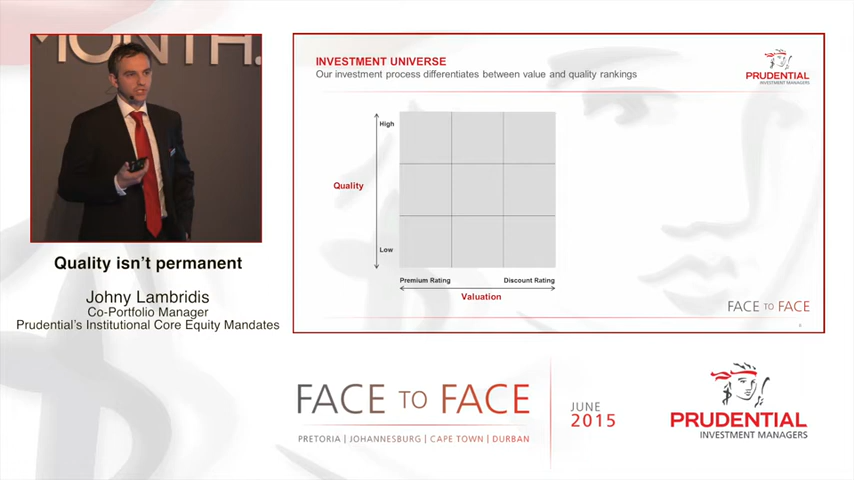 MONTH.
Quality isn't permanent
Johny Lambridis
Co-Portfolio Manager
Prudential's Institutional Core Equity Mandates
INVESTMENT UNIVERSE
Our investment process differentiates between value and quality rankings
PRUDENTIAL
INVESTMENT MANAGERS
High
Quality
Low
Premium Rating
Discount Rating
Valuation
FACE TO FACE
FACE TO FACE
PRETORIA | JOHANNESBURG | CAPE TOWN | DURBAN
JUNE
2015
PRUDENTIAL
INVESTMENT MANAGERS